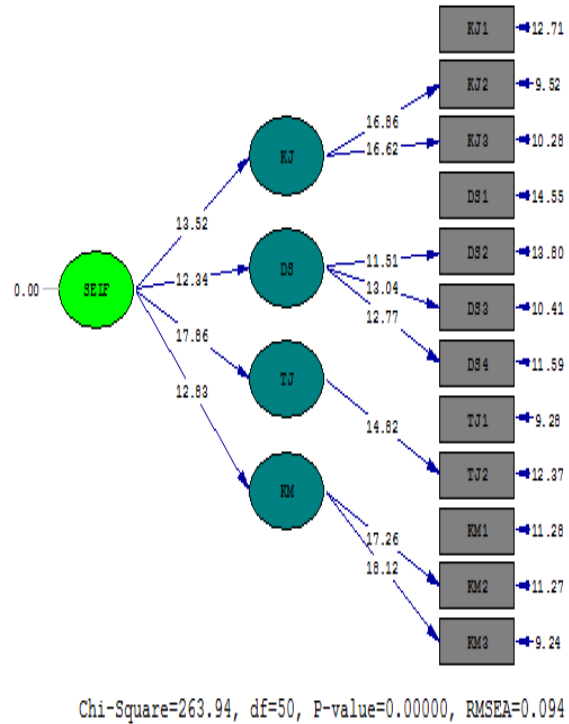 KJ1 12.71
KJ2 9.52
16.86
KJ3 10.28
16.62
KJ
DS1 14.55
13.52
DS2 13.80
11.51
DS
12.34
13.04
0.00 SEIF
DS3 10.41
12.77
17.86
DS4 11.59
TJ
12.83
TJ1 9.28
14.82
TJ2 12.37
KM
KM1 11.28
17.26
18.12
KM2 11.27
KM3 9.24
Chi-Square=263.94, df=50, P-value=0.00000, RMSEA=0.094